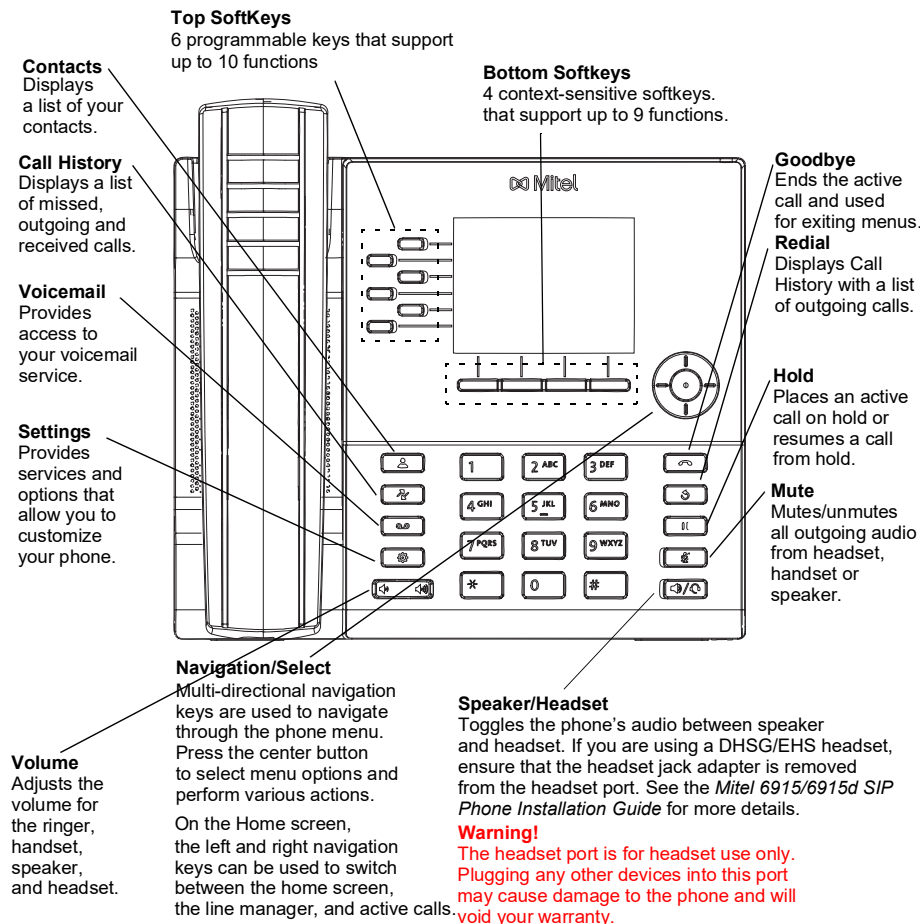 Top SoftKeys
6 programmable keys that support
up to 10 functions
Contacts
Displays
a list of your
contacts.
Bottom Softkeys
4 context-sensitive softkeys.
that support up to 9 functions.
Call History
Displays a list
of missed,
outgoing and
received calls.
Goodbye
Ends the active
call and used
for exiting menus.
Redial
Displays Call
History with a list
of outgoing calls.
Mitel
Voicemail
Provides
access to
your voicemail
service.
Hold
Places an active
call on hold or
resumes a call
from hold.
Settings
Provides
services and
options that
allow you to
customize
your phone.
Mute
Mutes/unmutes
all outgoing audio
from headset,
handset or
speaker.
1 2 ABC 3 DEF
4 GHI 5 JKL 6 MNO
7 PQRS 8 TUV 9 WXYZ
* 0 #
Navigation/Select
Multi-directional navigation
keys are used to navigate
through the phone menu.
Press the center button
to select menu options and
perform various actions.
On the Home screen,
the left and right navigation
keys can be used to switch
between the home screen,
the line manager, and active calls.
Volume
Adjusts the
volume for
the ringer,
handset,
speaker,
and headset.
Speaker/Headset
Toggles the phone’s audio between speaker
and headset. If you are using a DHSG/EHS headset,
ensure that the headset jack adapter is removed
from the headset port. See the Mitel 6915/6915d SIP
Phone Installation Guide for more details.
Warning!
The headset port is for headset use only.
Plugging any other devices into this port
may cause damage to the phone and will
void your warranty.